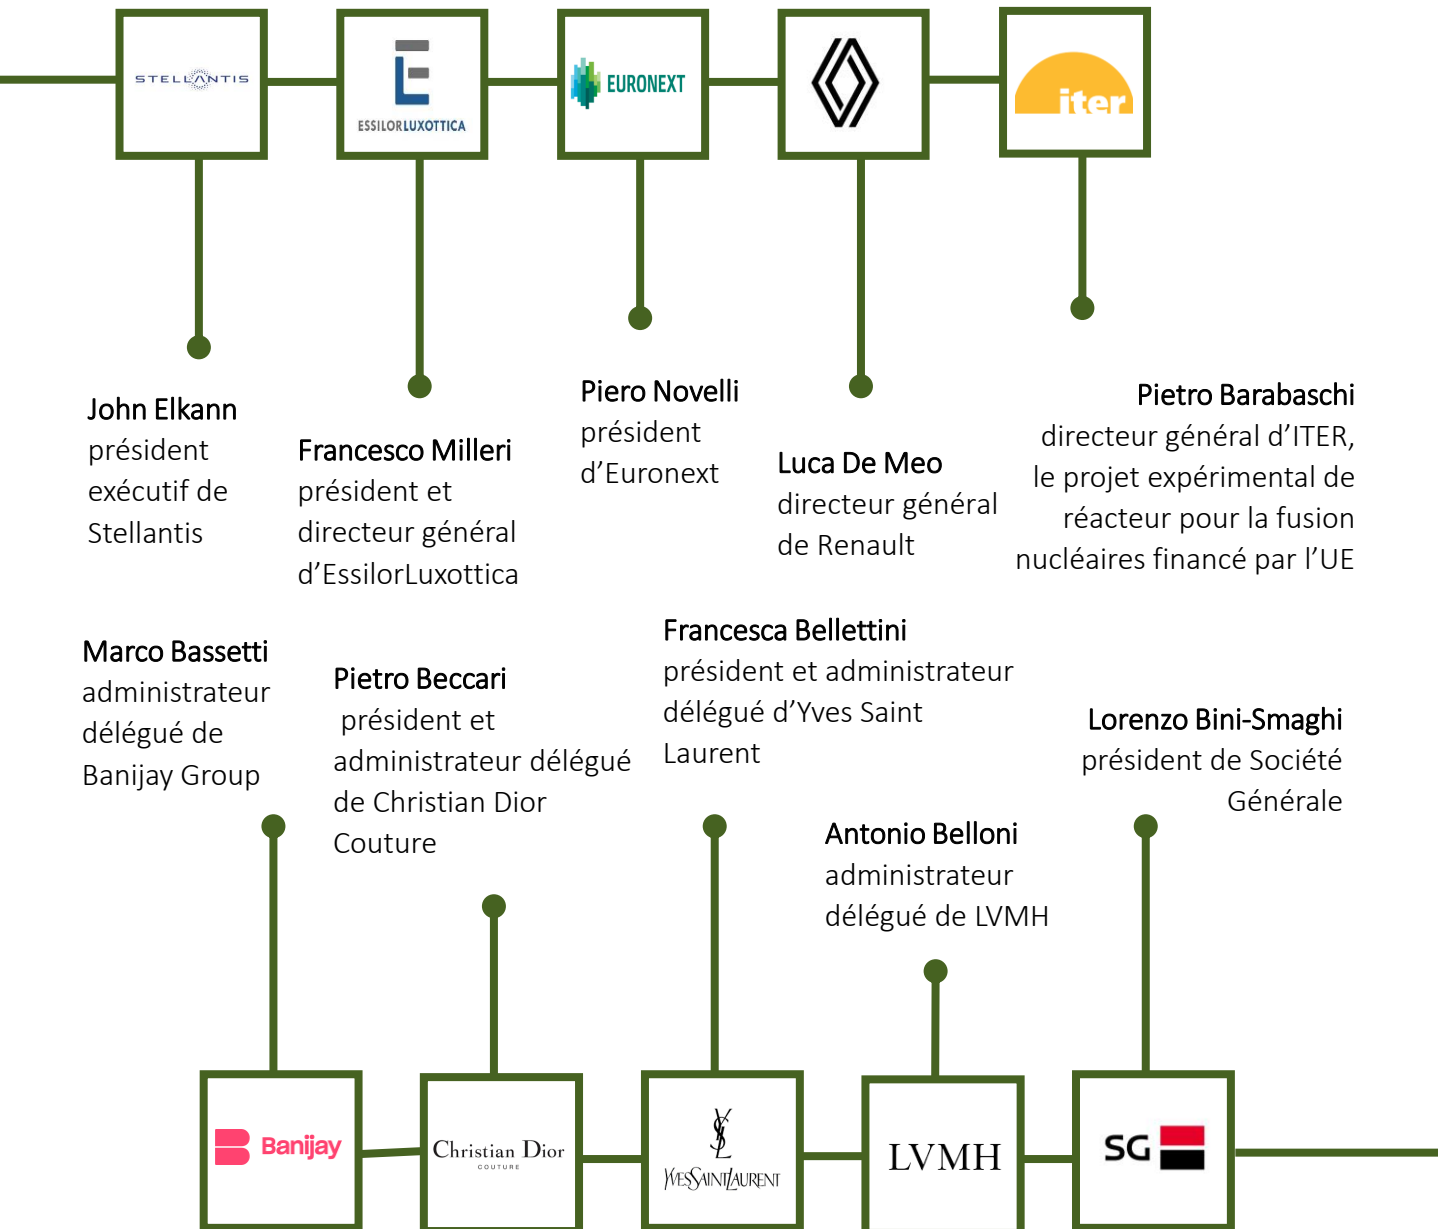 STELLANTIS
ESSILORLUXOTTICA
EURONEXT
iter
John Elkann
président
exécutif de
Stellantis
Francesco Milleri
président et
directeur général
d’EssilorLuxottica
Piero Novelli
président
d’Euronext
Luca De Meo
directeur général
de Renault
Pietro Barabaschi
directeur général d’ITER,
le projet expérimental de
réacteur pour la fusion
nucléaires financé par l’UE
Marco Bassetti
administrateur
délégué de
Banijay Group
Pietro Beccari
président et
administrateur délégué
de Christian Dior
Couture
Francesca Bellettini
président et administrateur
délégué d’Yves Saint
Laurent
Antonio Belloni
administrateur
délégué de LVMH
Lorenzo Bini-Smaghi
président de Société
Générale
Banijay
Christian Dior
COUTURE
YSL
YVESSAINTLAURENT
LVMH
SG